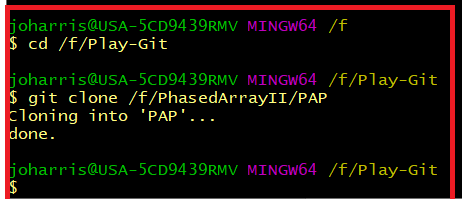 joharris@USA-5CD9439RMV MINGW64 /f
$ cd /f/Play-Git
joharris@USA-5CD9439RMV MINGW64 /f/Play-Git
$ git clone /f/PhasedArrayII/PAP
Cloning into 'PAP'...
done.
joharris@USA-5CD9439RMV MINGW64 /f/Play-Git
$